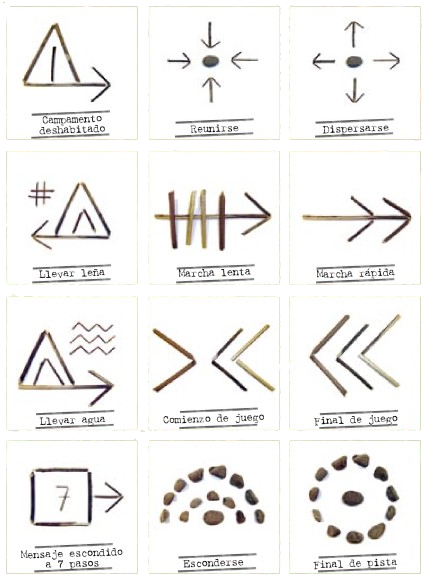 Campamento
deshabitado
Reunirse
Dispersarse
#
Llevar leña
Marcha lenta
Marcha rápida
Llevar agua
Comienzo de juego
Final de juego
7
Mensaje escondido
a 7 pasos
Esconderse
Final de pista